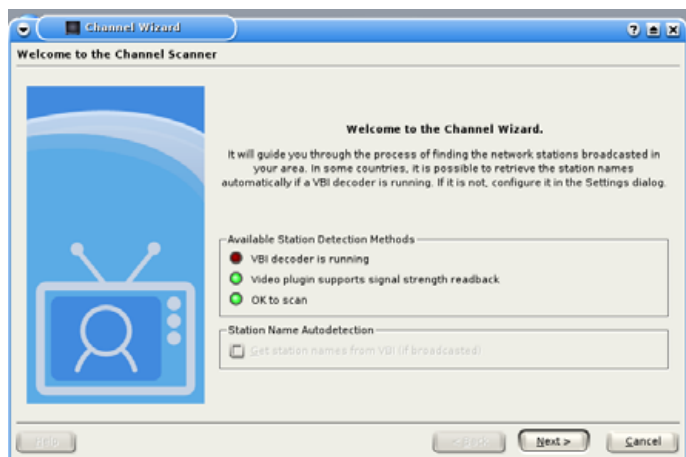 Channel Wizard
Welcome to the Channel Scanner
Welcome to the Channel Wizard.
It will guide you through the process of finding the network stations broadcasted in
your area. In some countries, it is possible to retrieve the station names
automatically if a VBI decoder is running. If it is not, configure it in the Settings dialog.
Available Station Detection Methods
VBI decoder is running
Video plugin supports signal strength readback
OK to scan
Station Name Autodetection
Get station names from VBI (if broadcasted)
Help
< Back
Next >
Cancel